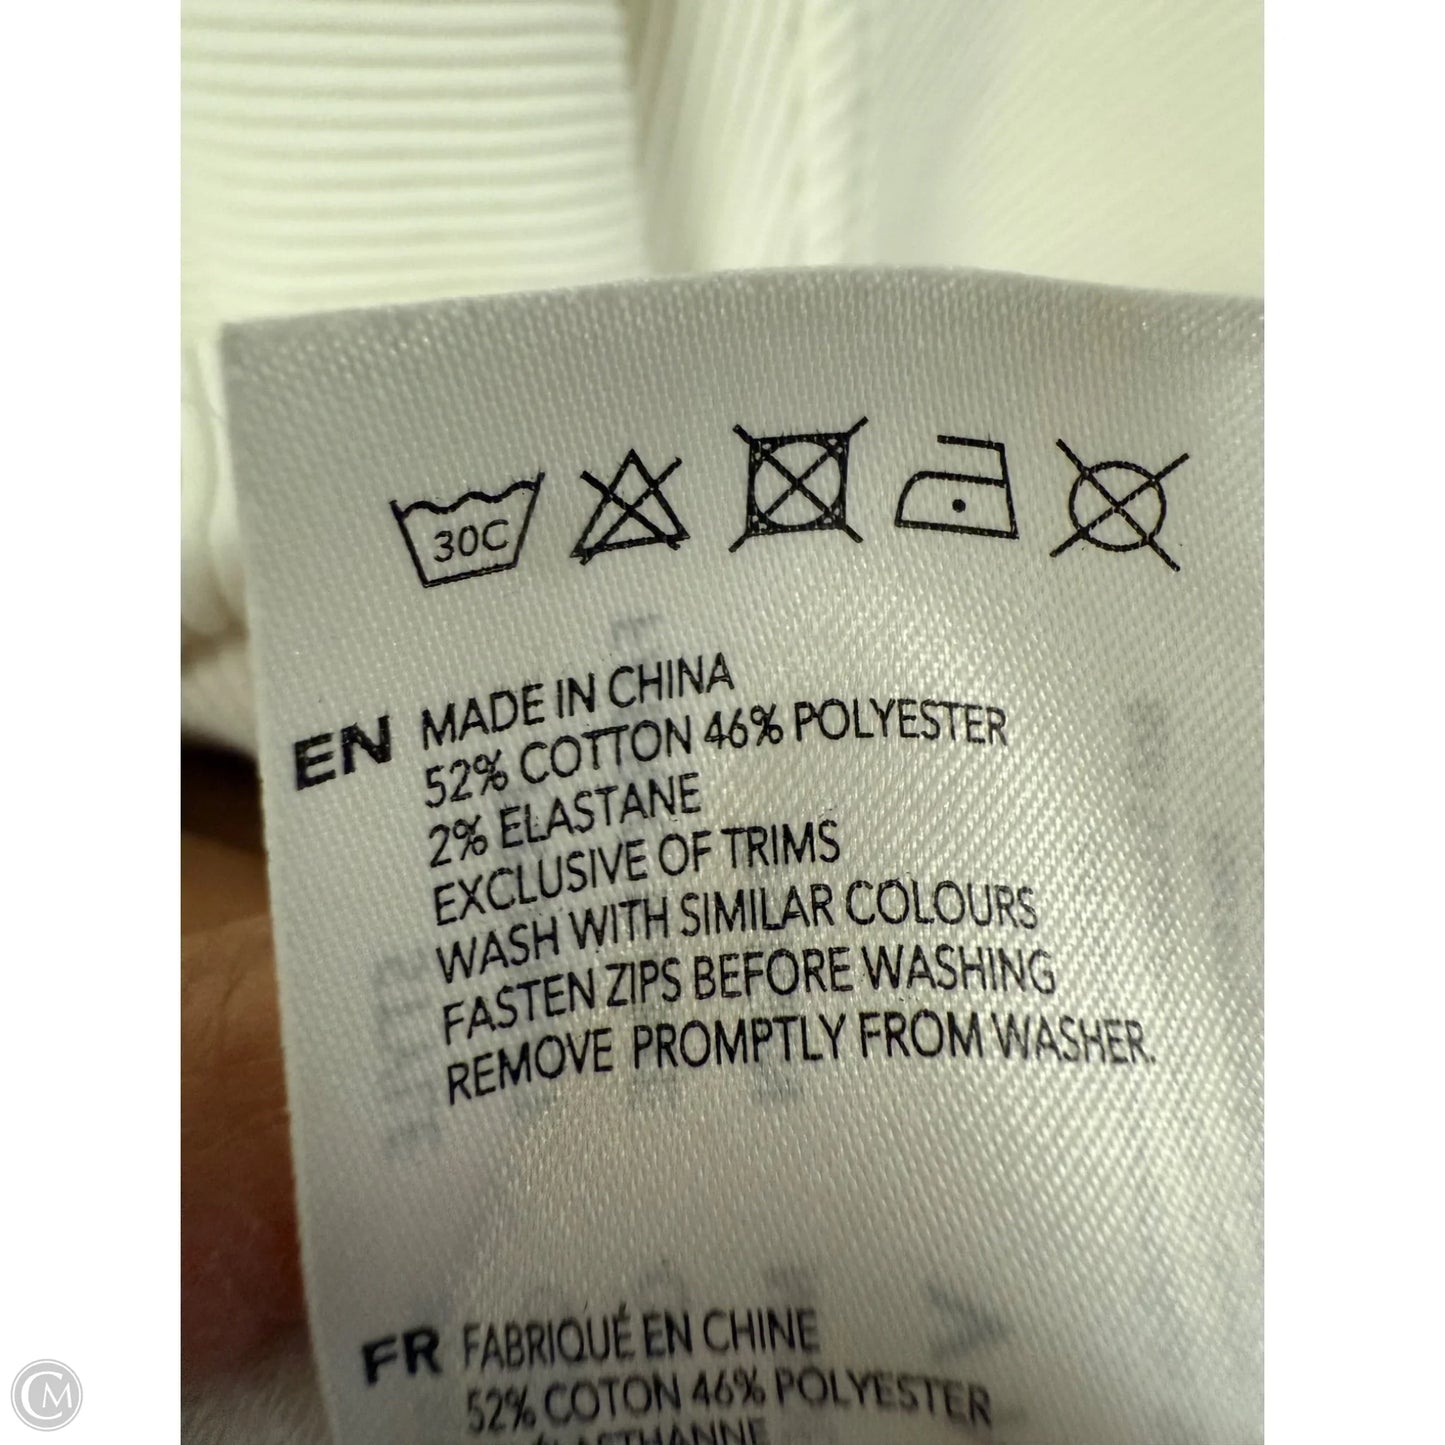 30C
EN MADE IN CHINA
52% COTTON 46% POLYESTER
2% ELASTANE
EXCLUSIVE OF TRIMS
WASH WITH SIMILAR COLOURS
FASTEN ZIPS BEFORE WASHING
REMOVE PROMPTLY FROM WASHER.
FR FABRIQUÉ EN CHINE
52% COTON 46% POLYESTER
CM